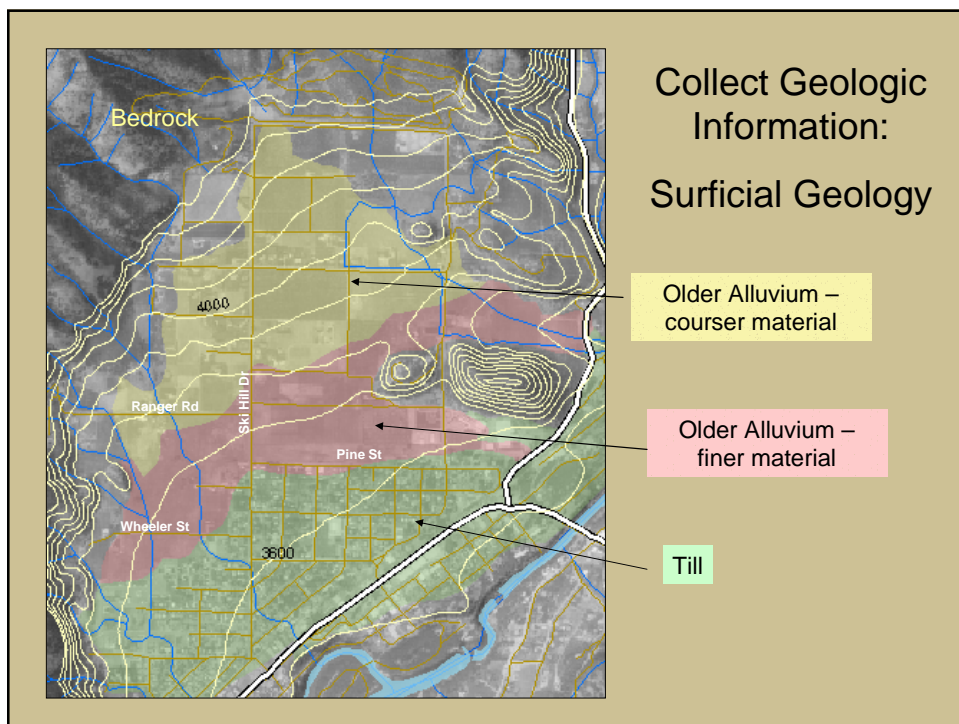 Collect Geologic
Information:
Surficial Geology
Bedrock
4000
Older Alluvium –
courser material
Ski Hill Dr
Ranger Rd
Older Alluvium –
finer material
Pine St
Wheeler St
3600
Till